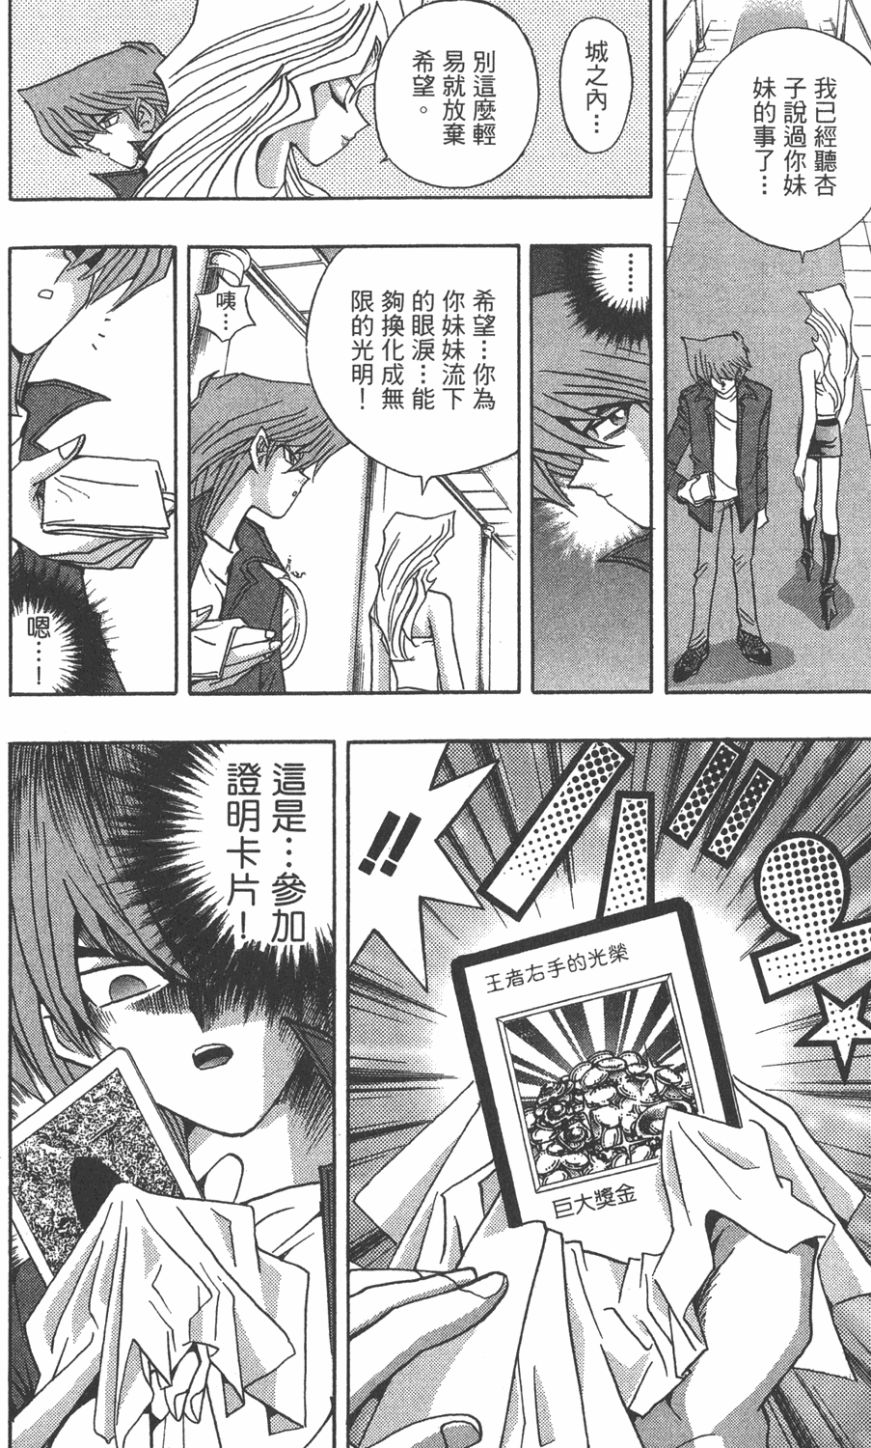 我已經聽杏
子說過你妹
妹的事了…
城之內…
別這麼輕
易就放棄
希望。
……
希望…你為
你妹妹流下
的眼淚…能
夠換化成無
限的光明！
咦…
嗯…！
!!
王者右手的光榮
巨大獎金
這是…參加
證明卡片！